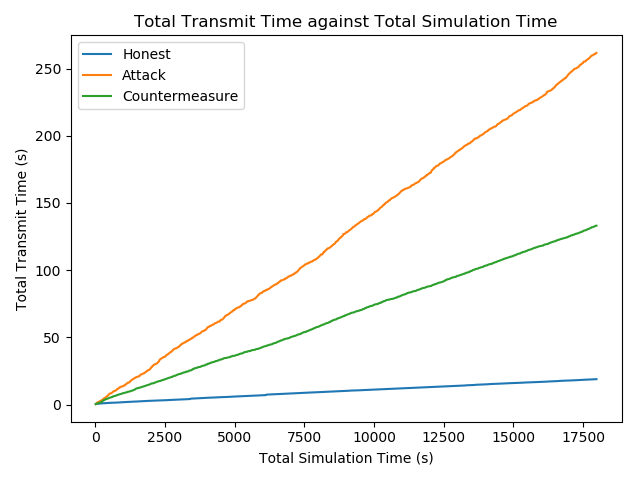 Total Transmit Time against Total Simulation Time
Honest
Attack
Countermeasure
Total Transmit Time (s)
250
200
150
100
50
0
0 2500 5000 7500 10000 12500 15000 17500
Total Simulation Time (s)